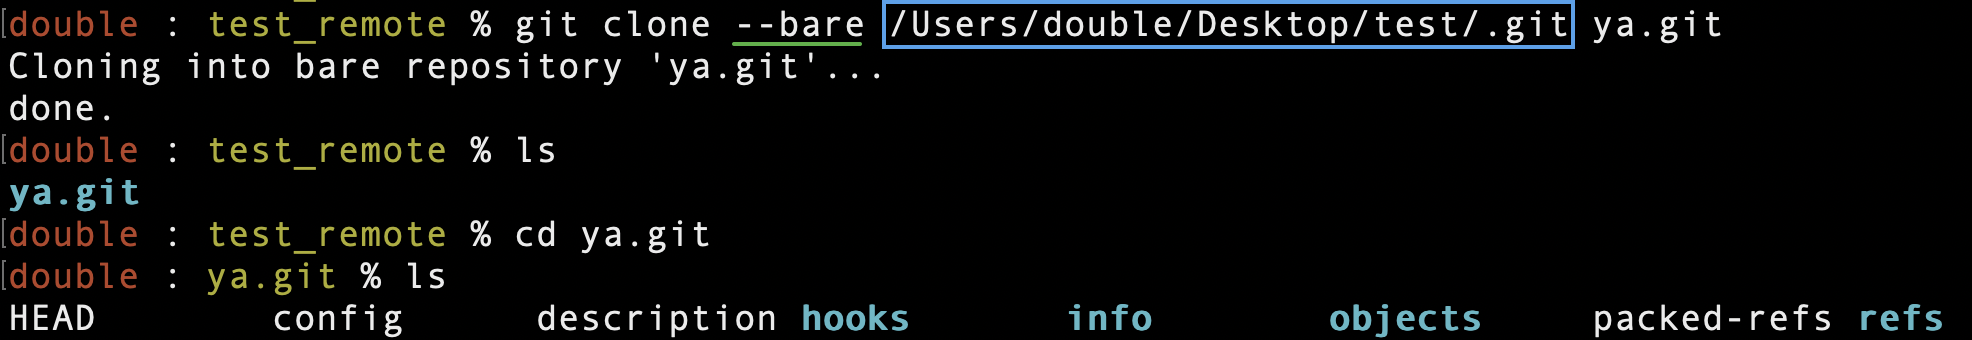 double : test_remote % git clone --bare /Users/double/Desktop/test/.git ya.git
Cloning into bare repository 'ya.git'...
done.
double : test_remote % ls
ya.git
double : test_remote % cd ya.git
double : ya.git % ls
HEAD config description hooks info objects packed-refs refs